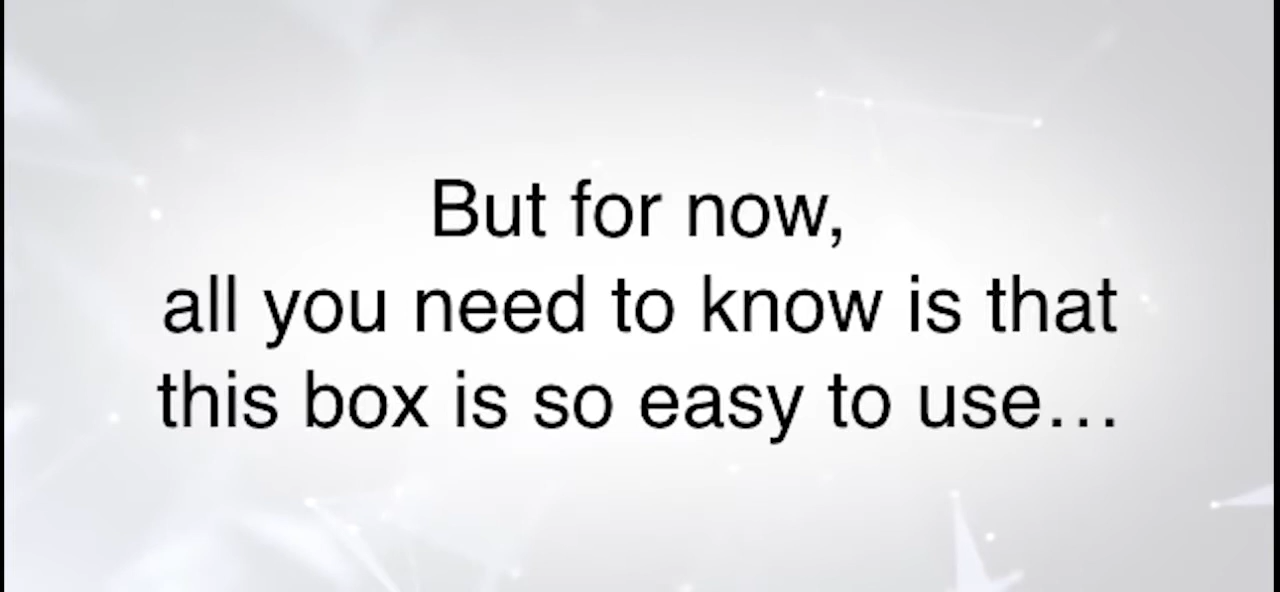 But for now,
all you need to know is that
this box is so easy to use…